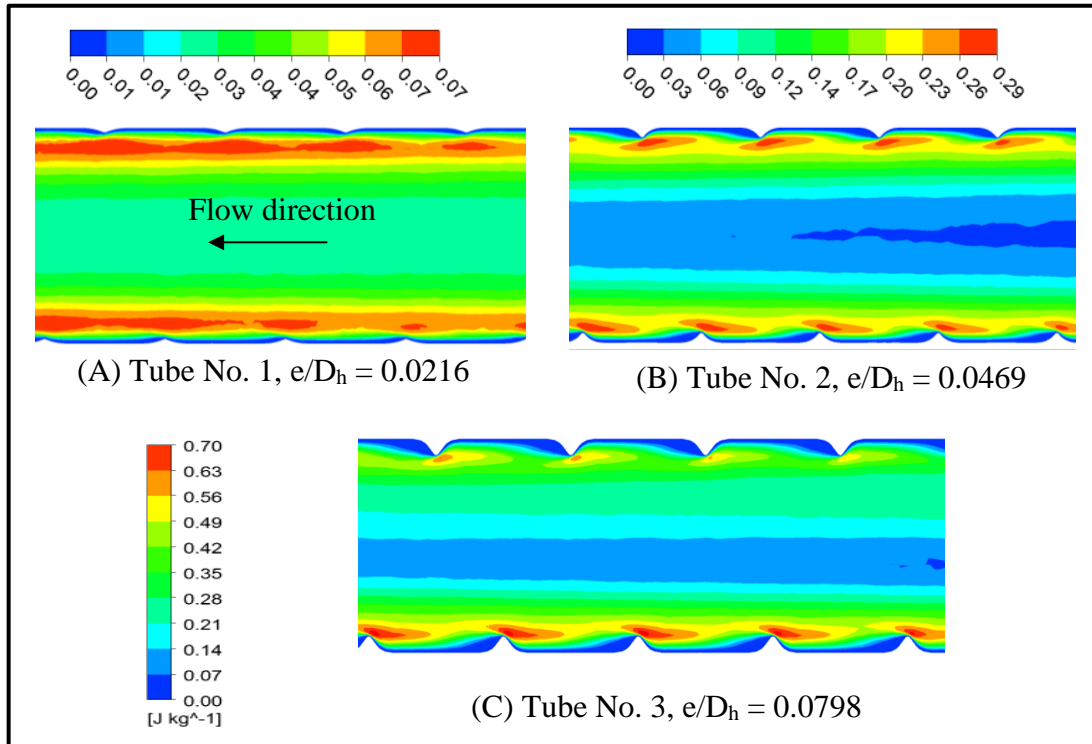 0.00 0.01 0.01 0.02 0.03 0.04 0.04 0.05 0.06 0.07 0.07
0.00 0.03 0.06 0.09 0.12 0.14 0.17 0.20 0.23 0.26 0.29
Flow direction
(A) Tube No. 1, e/Dₕ = 0.0216
(B) Tube No. 2, e/Dₕ = 0.0469
0.70
0.63
0.56
0.49
0.42
0.35
0.28
0.21
0.14
0.07
0.00
[J kg^-1]
(C) Tube No. 3, e/Dₕ = 0.0798